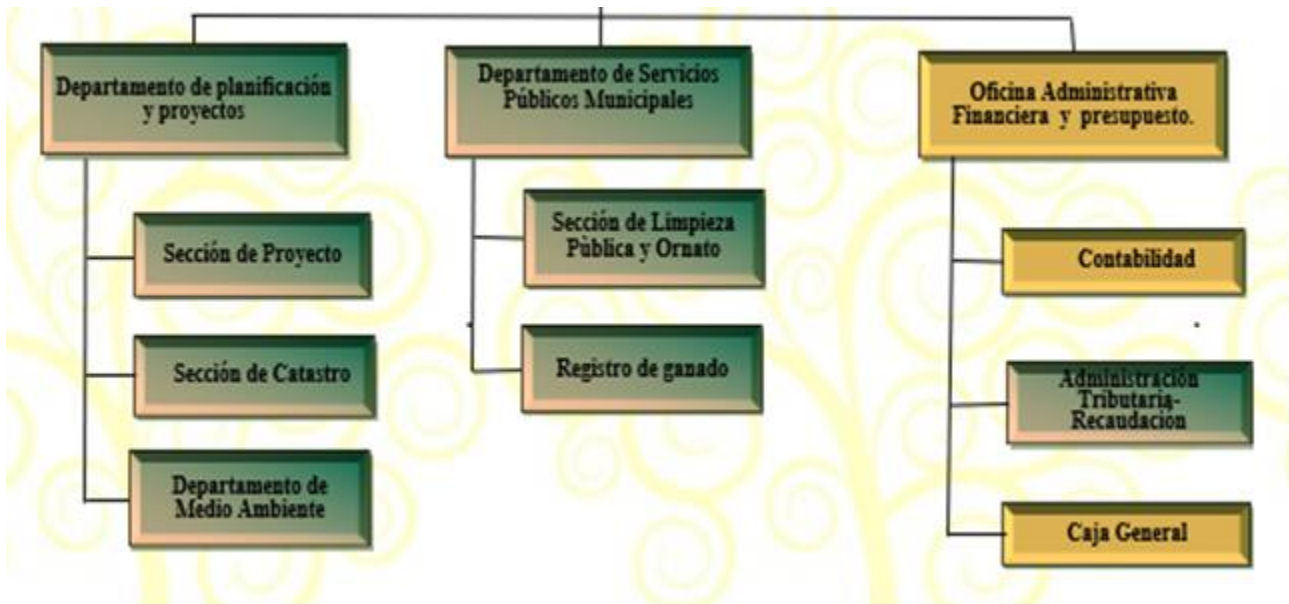 Departamento de planificación
y proyectos
Sección de Proyecto
Sección de Catastro
Departamento de
Medio Ambiente
Departamento de Servicios
Públicos Municipales
Sección de Limpieza
Pùblica y Ornato
Registro de ganado
Oficina Administrativa
Financiera y presupuesto.
Contabilidad
Administración
Tributaria-
Recaudación
Caja General